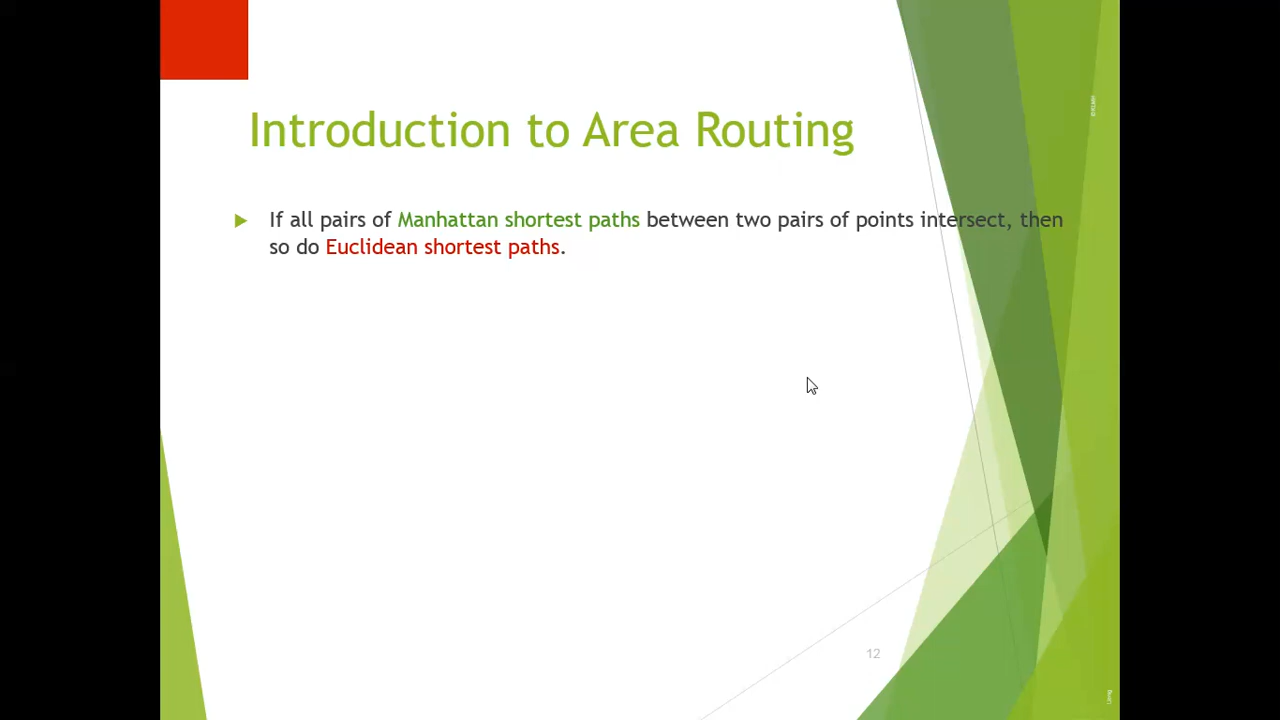 Introduction to Area Routing
If all pairs of Manhattan shortest paths between two pairs of points intersect, then
so do Euclidean shortest paths.
12